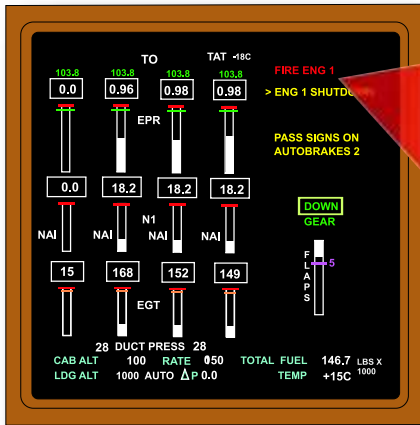 TO TAT -18C
103.8 103.8 103.8 103.8
0.0 0.96 0.98 0.98
EPR
FIRE ENG 1
> ENG 1 SHUTDOWN
PASS SIGNS ON
AUTOBRAKES 2
0.0 18.2 18.2 18.2
N1
NAI NAI NAI NAI
DOWN
GEAR
FLAPS
5
15 168 152 149
EGT
28 DUCT PRESS 28
CAB ALT 100 RATE 050 TOTAL FUEL 146.7 LBS X 1000
LDG ALT 1000 AUTO ΔP 0.0 TEMP +15C